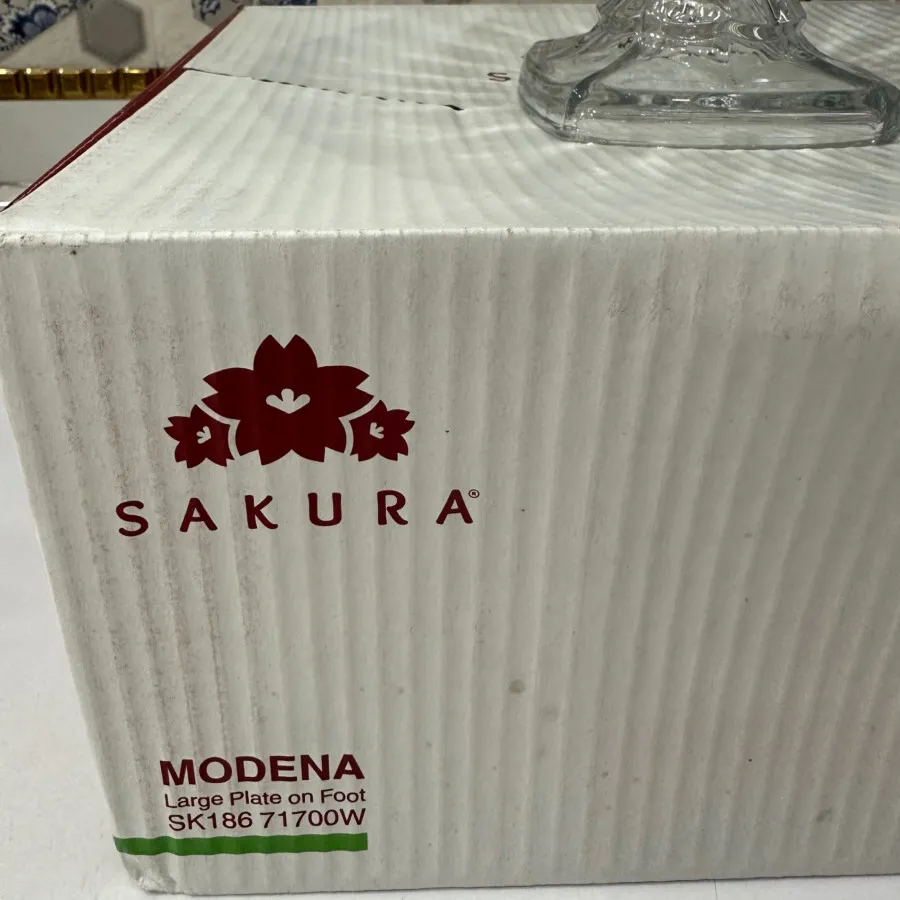 S
SAKURA®
MODENA
Large Plate on Foot
SK186 71700W